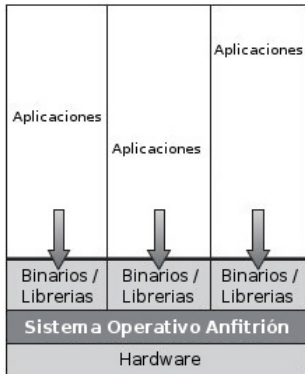 Aplicaciones
Aplicaciones
Aplicaciones
Binarios /
Librerias
Binarios /
Librerias
Binarios /
Librerias
Sistema Operativo Anfitrión
Hardware